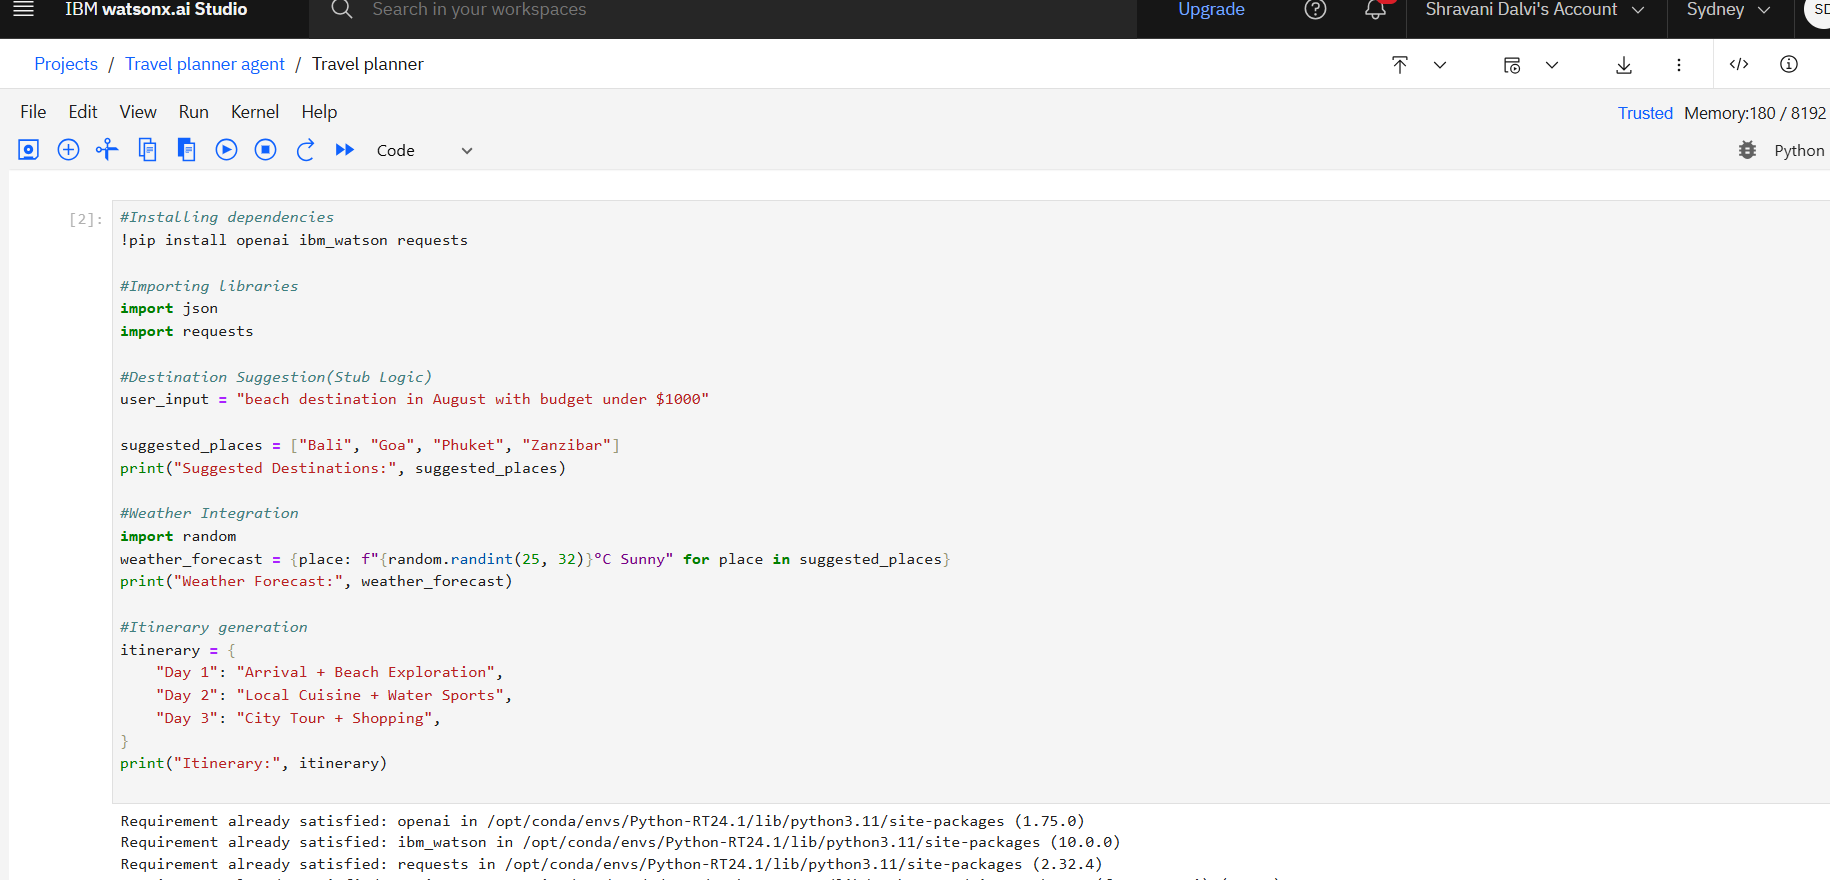 IBM watsonx.ai Studio
Search in your workspaces
Upgrade
Shravani Dalvi's Account
Sydney
SD
Projects / Travel planner agent / Travel planner
File Edit View Run Kernel Help
Trusted Memory:180 / 8192
Code
Python
[2]:
#Installing dependencies
!pip install openai ibm_watson requests
#Importing libraries
import json
import requests
#Destination Suggestion(Stub Logic)
user_input = "beach destination in August with budget under $1000"
suggested_places = ["Bali", "Goa", "Phuket", "Zanzibar"]
print("Suggested Destinations:", suggested_places)
#Weather Integration
import random
weather_forecast = {place: f"{random.randint(25, 32)}°C Sunny" for place in suggested_places}
print("Weather Forecast:", weather_forecast)
#Itinerary generation
itinerary = {
    "Day 1": "Arrival + Beach Exploration",
    "Day 2": "Local Cuisine + Water Sports",
    "Day 3": "City Tour + Shopping",
}
print("Itinerary:", itinerary)
Requirement already satisfied: openai in /opt/conda/envs/Python-RT24.1/lib/python3.11/site-packages (1.75.0)
Requirement already satisfied: ibm_watson in /opt/conda/envs/Python-RT24.1/lib/python3.11/site-packages (10.0.0)
Requirement already satisfied: requests in /opt/conda/envs/Python-RT24.1/lib/python3.11/site-packages (2.32.4)